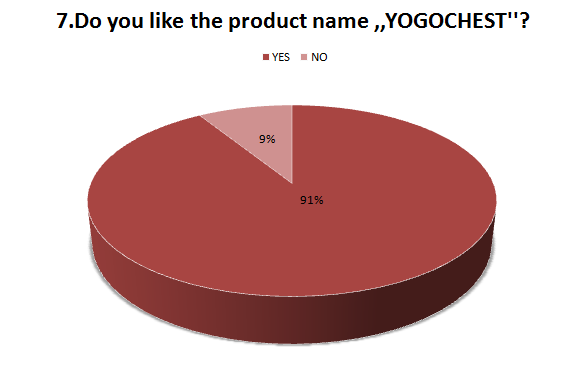 7.Do you like the product name ,,YOGOCHEST''?
YES NO
9%
91%